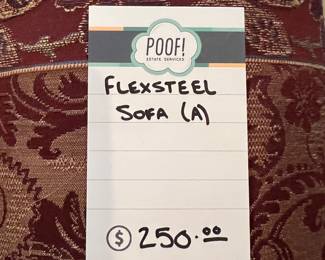 POOF!
ESTATE SERVICES
FLEXSTEEL
SOFA (A)
$ 250.00